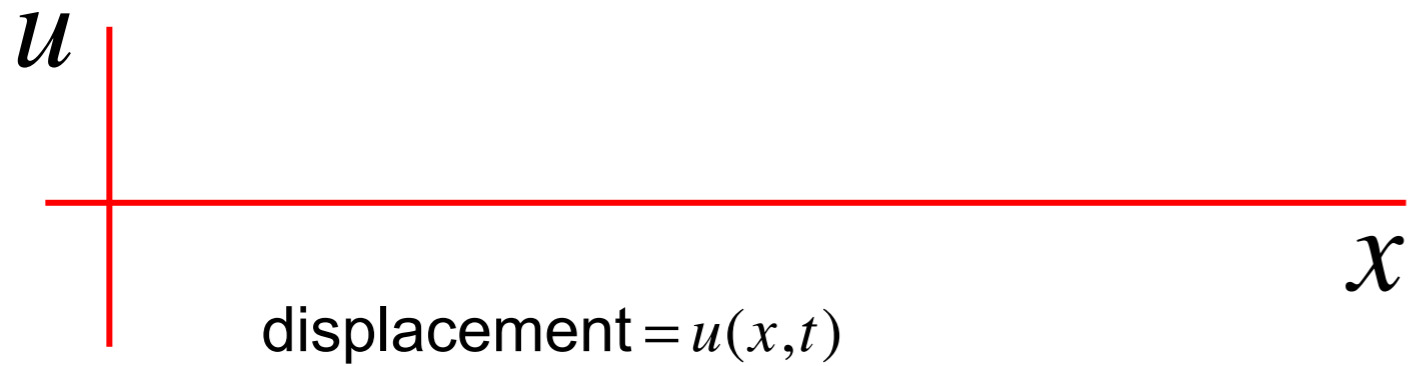 u
x
displacement = u(x,t)